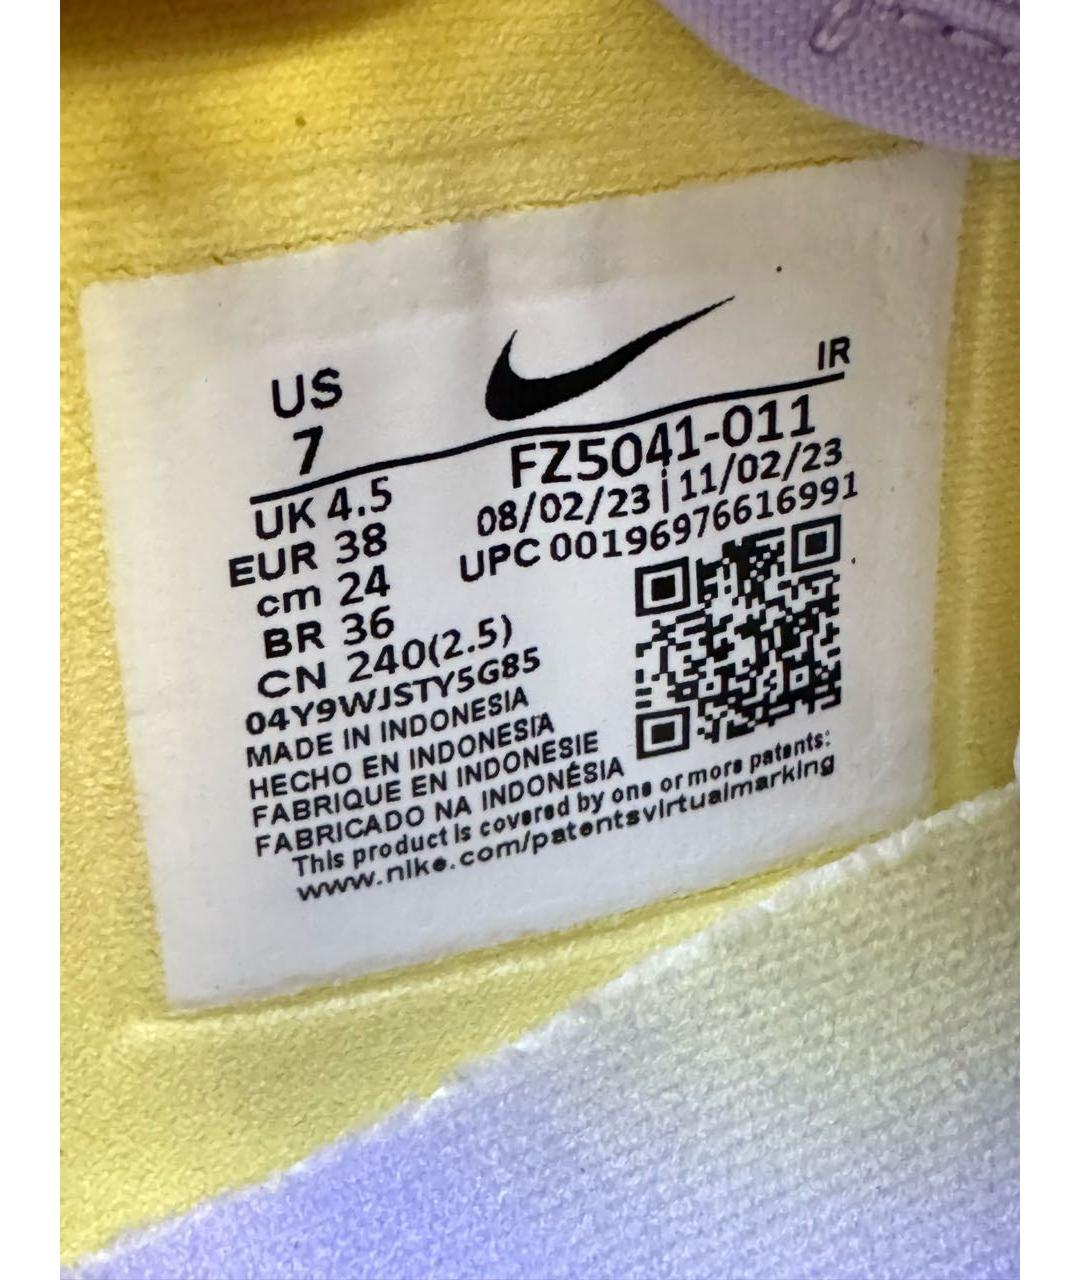 US
7
IR
FZ5041-011
08/02/23 | 11/02/23
UPC 00196976616991
UK 4.5
EUR 38
cm 24
BR 36
CN 240(2.5)
04Y9WJSTY5G85
MADE IN INDONESIA
HECHO EN INDONESIA
FABRIQUE EN INDONESIE
FABRICADO NA INDONÉSIA
This product is covered by one or more patents:
www.nike.com/patentsvirtualmarking